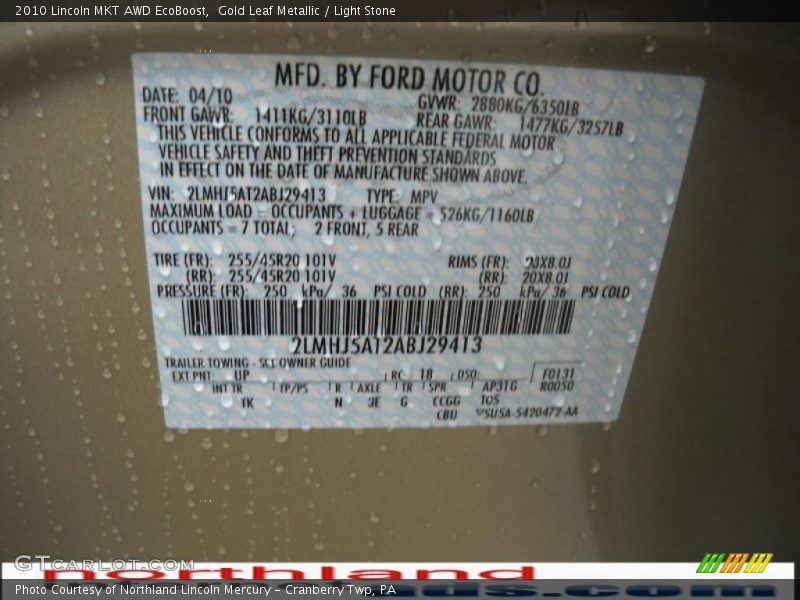 2010 Lincoln MKT AWD EcoBoost,  Gold Leaf Metallic / Light Stone
MFD. BY FORD MOTOR CO.
DATE: 04/10 GVWR: 2880KG/6350LB
FRONT GAWR: 1411KG/3110LB REAR GAWR: 1477KG/3257LB
THIS VEHICLE CONFORMS TO ALL APPLICABLE FEDERAL MOTOR
VEHICLE SAFETY AND THEFT PREVENTION STANDARDS
IN EFFECT ON THE DATE OF MANUFACTURE SHOWN ABOVE.
VIN: 2LMHJ5AT2ABJ29413 TYPE: MPV
MAXIMUM LOAD = OCCUPANTS + LUGGAGE = 526KG/1160LB
OCCUPANTS = 7 TOTAL; 2 FRONT, 5 REAR
TIRE (FR): 255/45R20 101V RIMS (FR): 20X8.0J
(RR): 255/45R20 101V (RR): 20X8.0J
PRESSURE (FR): 250 kPa/ 36 PSI COLD (RR): 250 kPa/ 36 PSI COLD
2LMHJ5AT2ABJ29413
TRAILER TOWING - SEE OWNER GUIDE
EXT PNT: UP RC: 18 DSO: F0131
INT TR TP/PS R AXLE TR SPR AP31G R0050
TK N 3E G CCGG 105
CBU 5U5A-5420472-AA
GTCarLot.com
northland
Photo Courtesy of Northland Lincoln Mercury - Cranberry Twp, PA